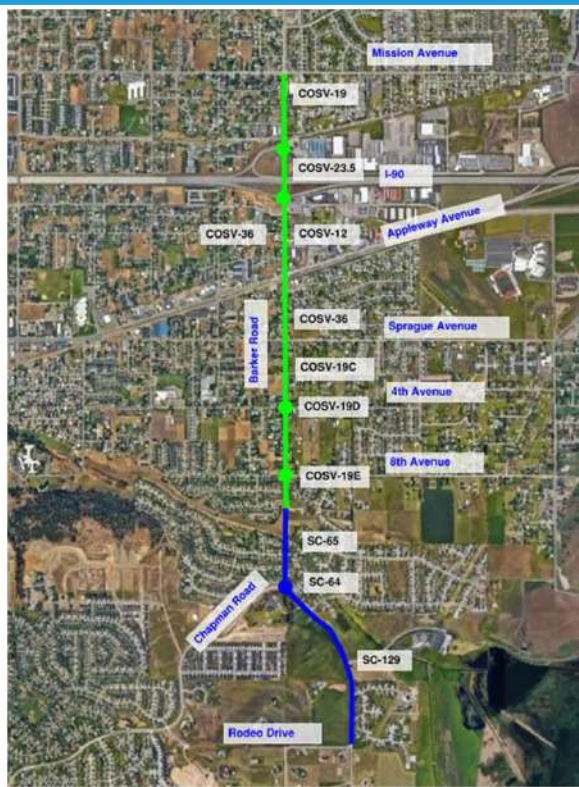 Mission Avenue
COSV-19
COSV-23.5
I-90
Appleway Avenue
COSV-36
COSV-12
Barker Road
COSV-36
Sprague Avenue
COSV-19C
4th Avenue
COSV-19D
8th Avenue
COSV-19E
SC-65
SC-64
Chapman Road
SC-129
Rodeo Drive